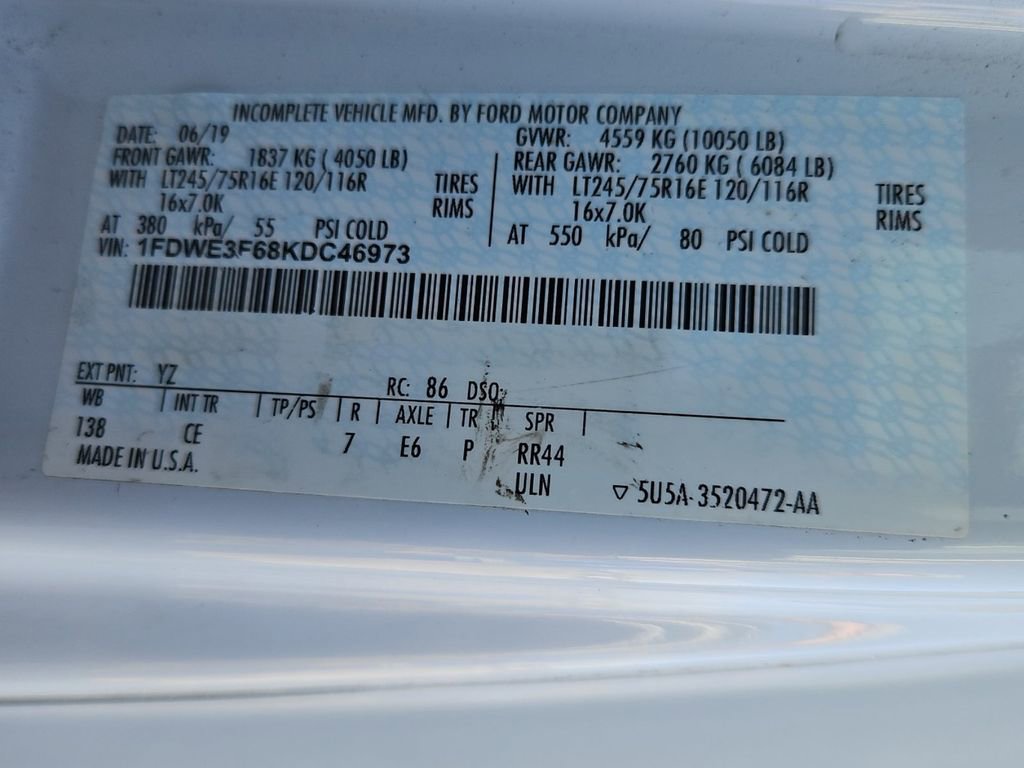 INCOMPLETE VEHICLE MFD. BY FORD MOTOR COMPANY
DATE: 06/19 GVWR: 4559 KG (10050 LB)
FRONT GAWR: 1837 KG ( 4050 LB) REAR GAWR: 2760 KG ( 6084 LB)
WITH LT245/75R16E 120/116R TIRES WITH LT245/75R16E 120/116R TIRES
16x7.0K RIMS 16x7.0K RIMS
AT 380 kPa/ 55 PSI COLD AT 550 kPa/ 80 PSI COLD
VIN: 1FDWE3F68KDC46973
EXT PNT: YZ RC: 86 DSO:
WB INT TR TP/PS R AXLE TR SPR
138 CE 7 E6 P RR44
MADE IN U.S.A. ULN ▽ 5U5A-3520472-AA